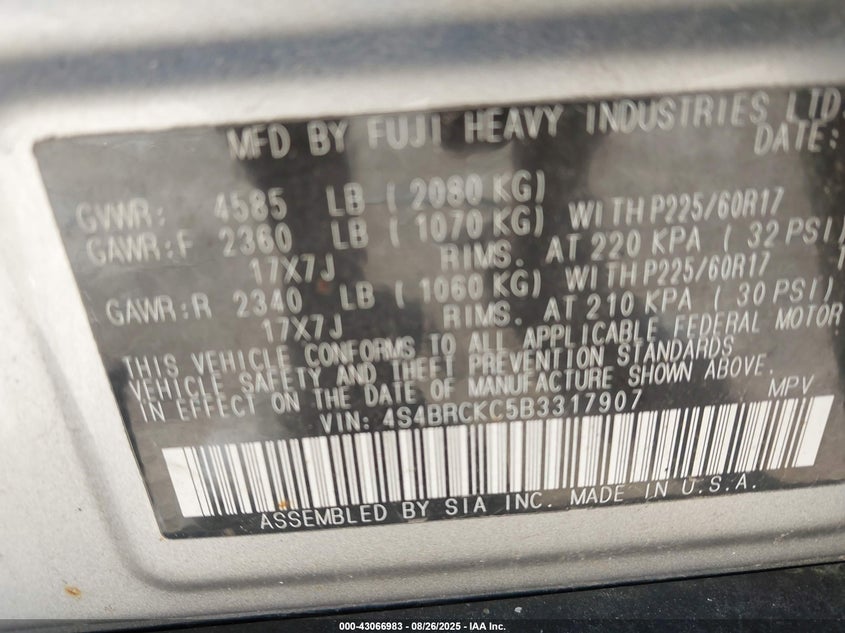 MFD BY FUJI HEAVY INDUSTRIES LTD.
DATE:
GVWR: 4585 LB ( 2080 KG)
GAWR:F 2360 LB ( 1070 KG) WITH P225/60R17
17X7J RIMS. AT 220 KPA ( 32 PSI)
GAWR:R 2340 LB ( 1060 KG) WITH P225/60R17
17X7J RIMS. AT 210 KPA ( 30 PSI)
THIS VEHICLE CONFORMS TO ALL APPLICABLE FEDERAL MOTOR
VEHICLE SAFETY AND THEFT PREVENTION STANDARDS
IN EFFECT ON THE DATE OF MANUFACTURE SHOWN ABOVE.
VIN: 4S4BRCKC5B3317907 MPV
ASSEMBLED BY SIA INC. MADE IN U.S.A.
000-43066983 - 08/26/2025 - IAA Inc.